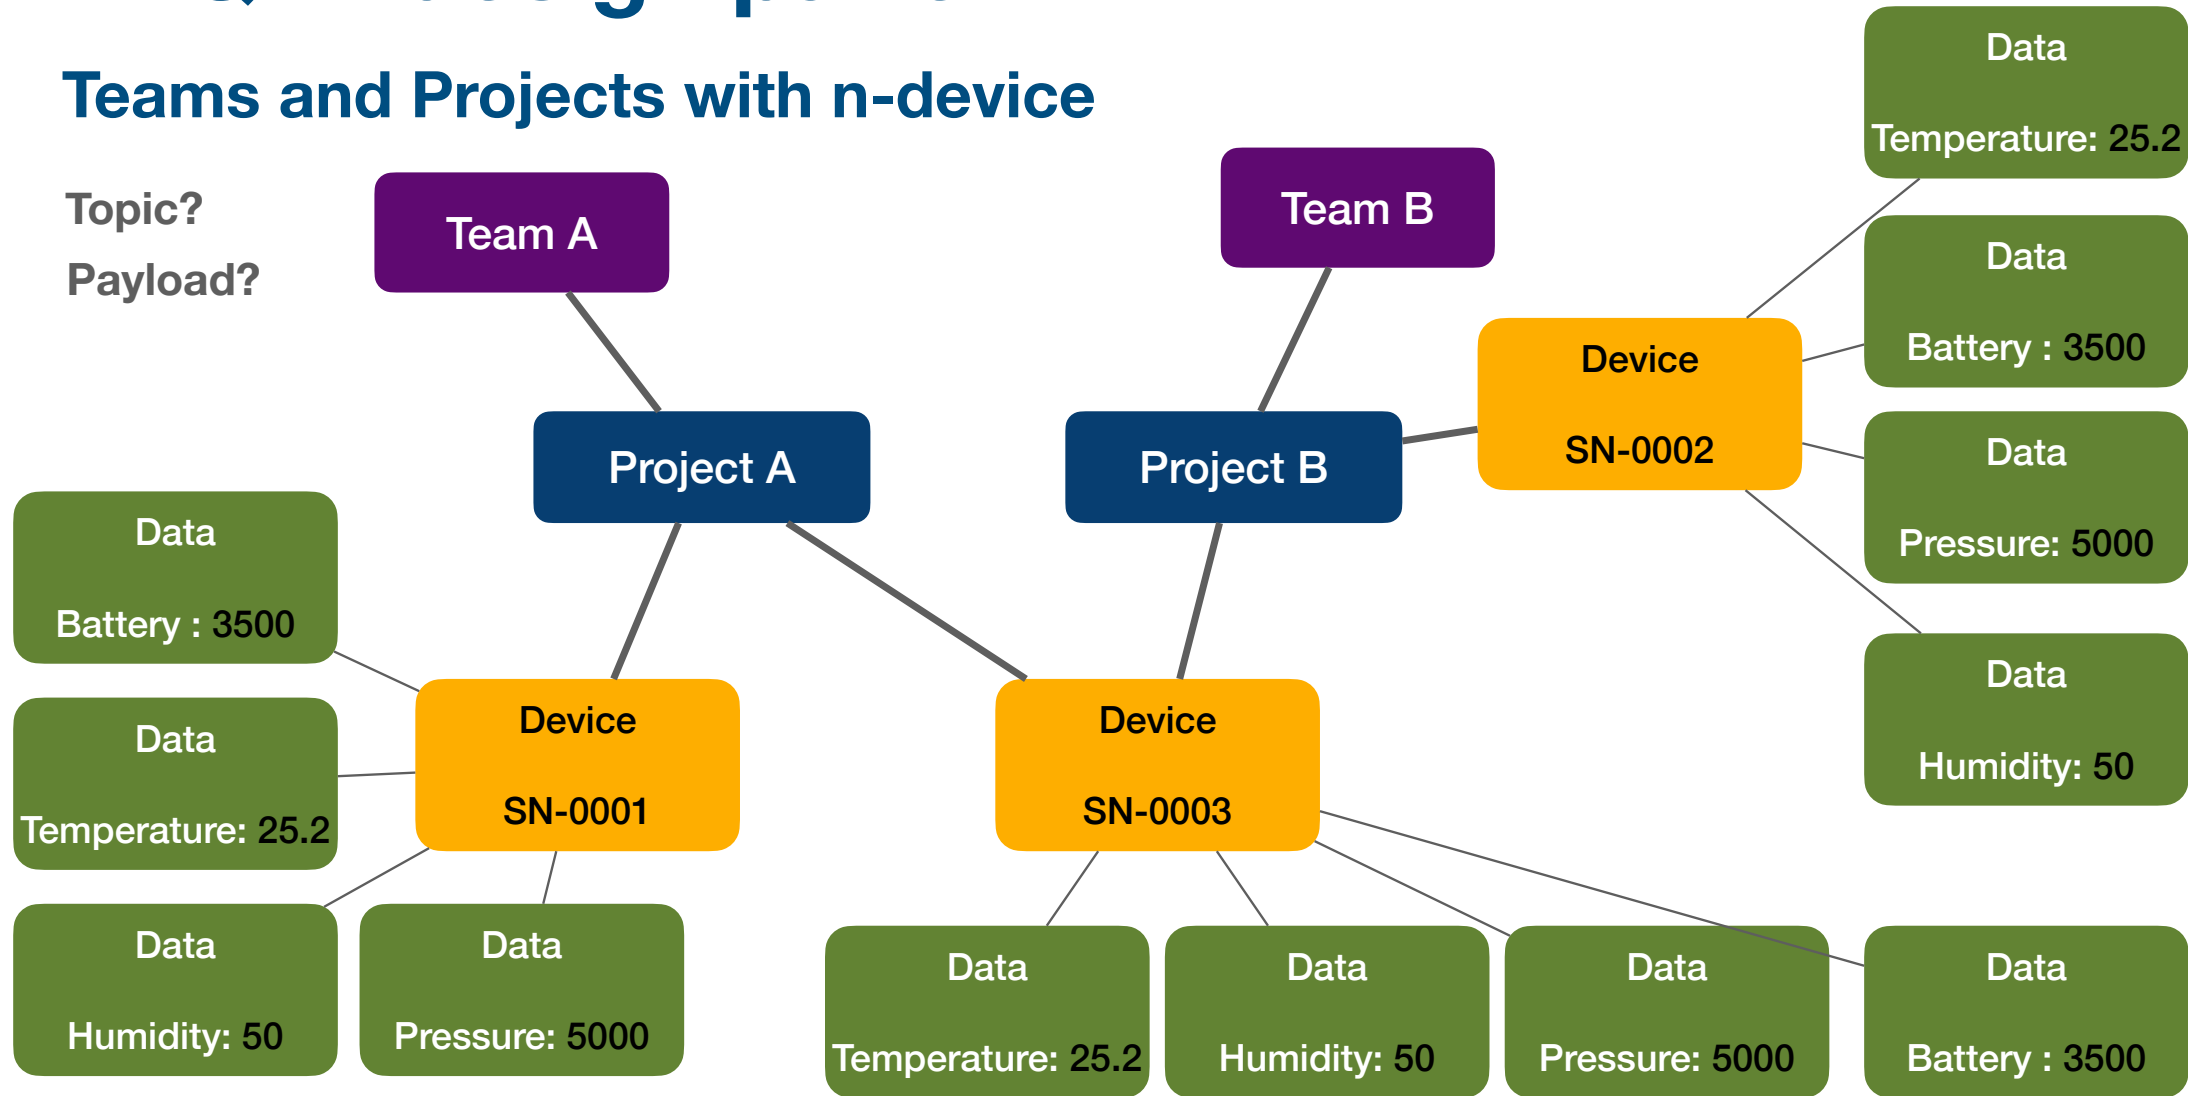 Teams and Projects with n-device
Topic?
Payload?
Team A
Team B
Project A
Project B
Device
SN-0002
Data
Temperature: 25.2
Data
Battery : 3500
Data
Pressure: 5000
Data
Humidity: 50
Data
Battery : 3500
Data
Temperature: 25.2
Data
Humidity: 50
Data
Pressure: 5000
Device
SN-0001
Device
SN-0003
Data
Temperature: 25.2
Data
Humidity: 50
Data
Pressure: 5000
Data
Battery : 3500